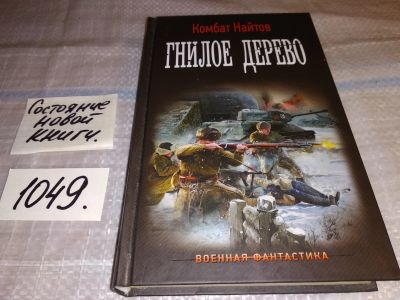 Комбат Найтов
ГНИЛОЕ ДЕРЕВО
Состояние
новой
книги.
1049.
ВОЕННАЯ ФАНТАСТИКА